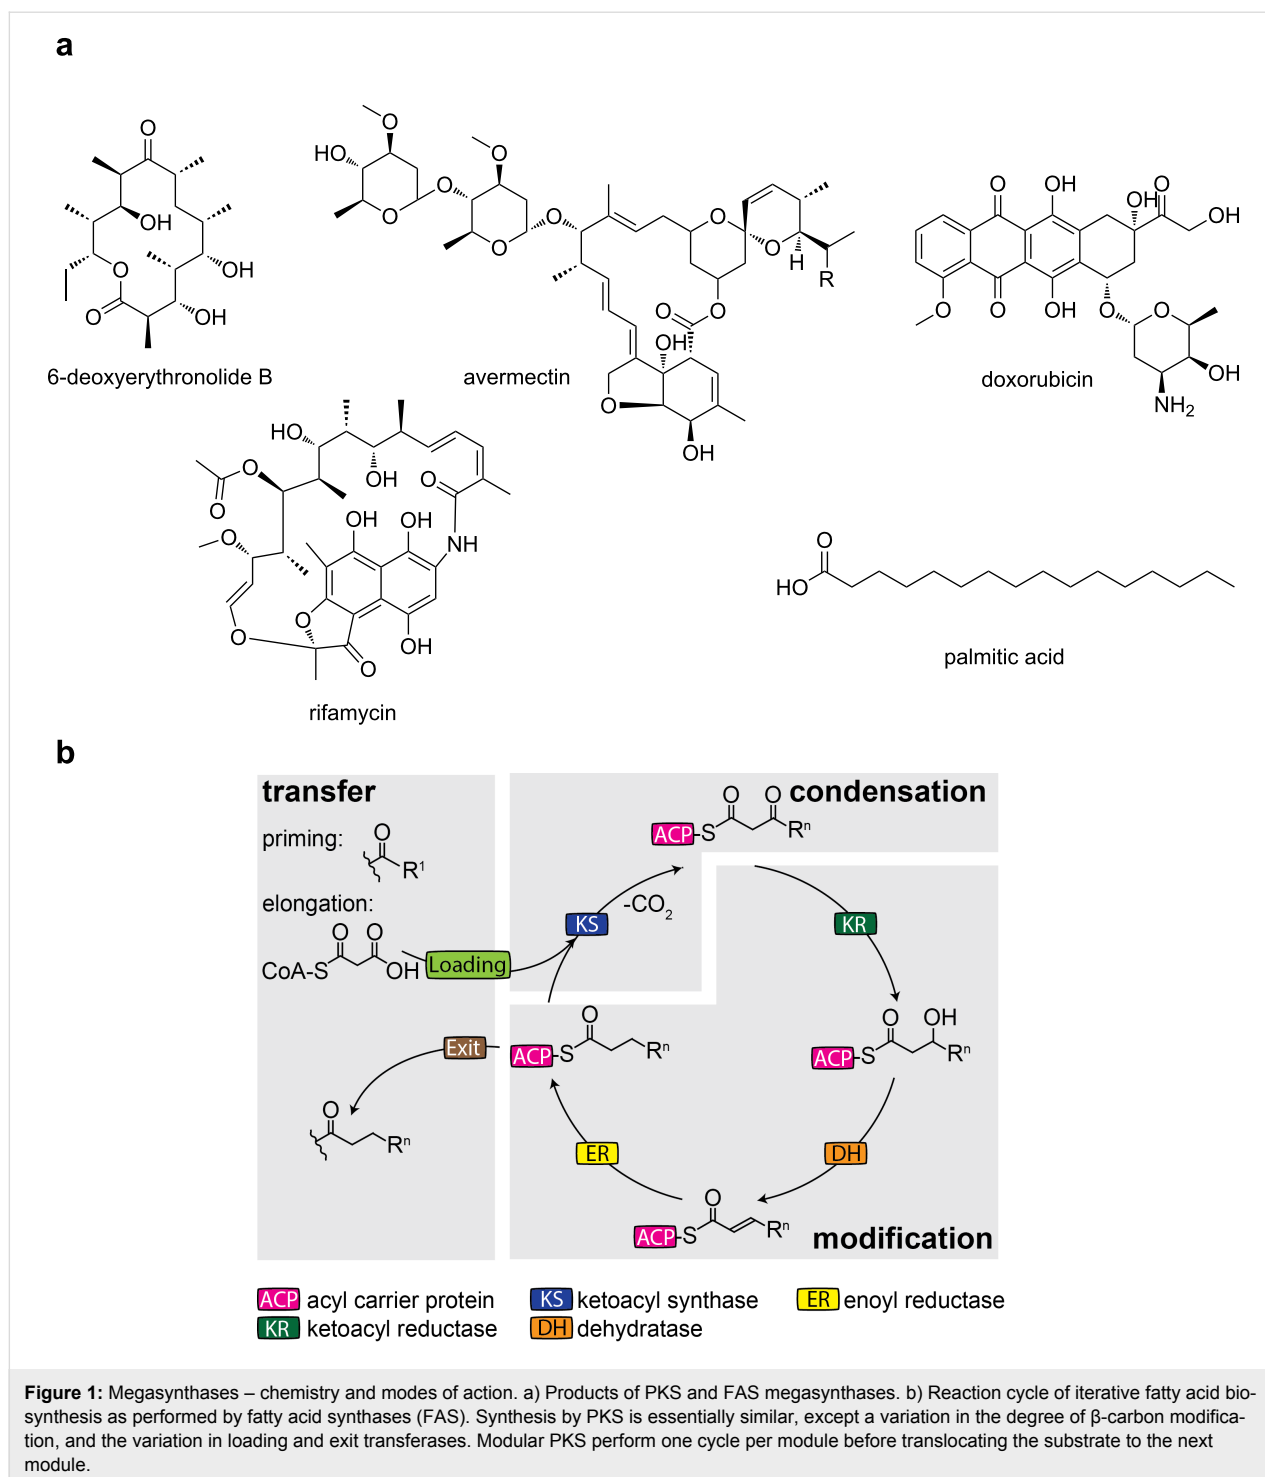 a
O
OH
O
O
OH
OH
6-deoxyerythronolide B
O
HO
O
O
O
O
O
O
O
O
H
R
O
O
OH
O
OH
avermectin
O
OH
OH
O
OH
O
O
OH
O
O
OH
NH2
doxorubicin
HO
O
O
OH
O
OH
OH
NH
O
O
O
OH
O
rifamycin
O
HO
palmitic acid
b
transfer
priming:
O
R1
elongation:
O O
CoA-S OH
Loading
condensation
O O
ACP-S Rn
KS
-CO2
KR
O OH
ACP-S Rn
Exit
O
ACP-S Rn
O
Rn
ER
DH
O
ACP-S Rn
modification
ACP acyl carrier protein KS ketoacyl synthase ER enoyl reductase
KR ketoacyl reductase DH dehydratase
Figure 1: Megasynthases – chemistry and modes of action. a) Products of PKS and FAS megasynthases. b) Reaction cycle of iterative fatty acid bio-
synthesis as performed by fatty acid synthases (FAS). Synthesis by PKS is essentially similar, except a variation in the degree of β-carbon modifica-
tion, and the variation in loading and exit transferases. Modular PKS perform one cycle per module before translocating the substrate to the next
module.